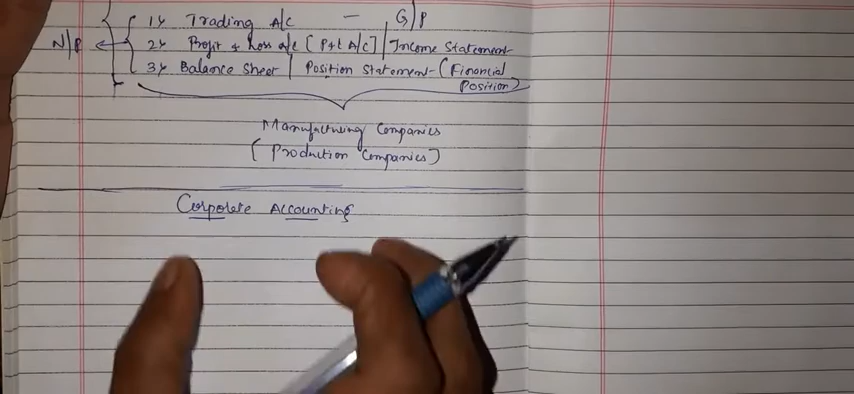 1) Trading A/c — G/P
N/P 2) Profit & Loss a/c [P+L A/C] / Income Statement
3) Balance Sheet / Position Statement (Financial Position)
Manufacturing Companies
(Production Companies)
Corporate Accounting